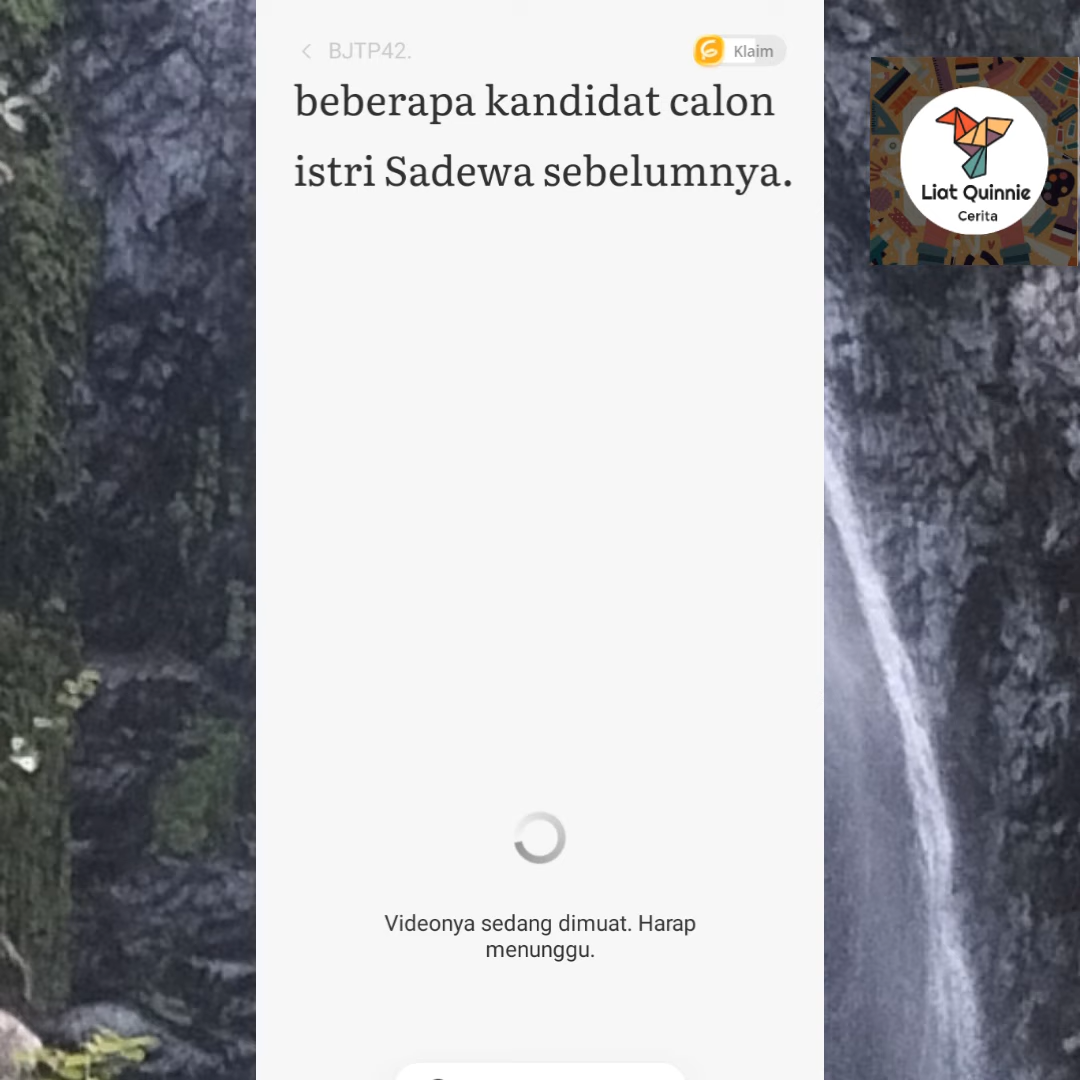 BJTP42.
Klaim
beberapa kandidat calon
istri Sadewa sebelumnya.
Liat Quinnie
Cerita
Videonya sedang dimuat. Harap
menunggu.